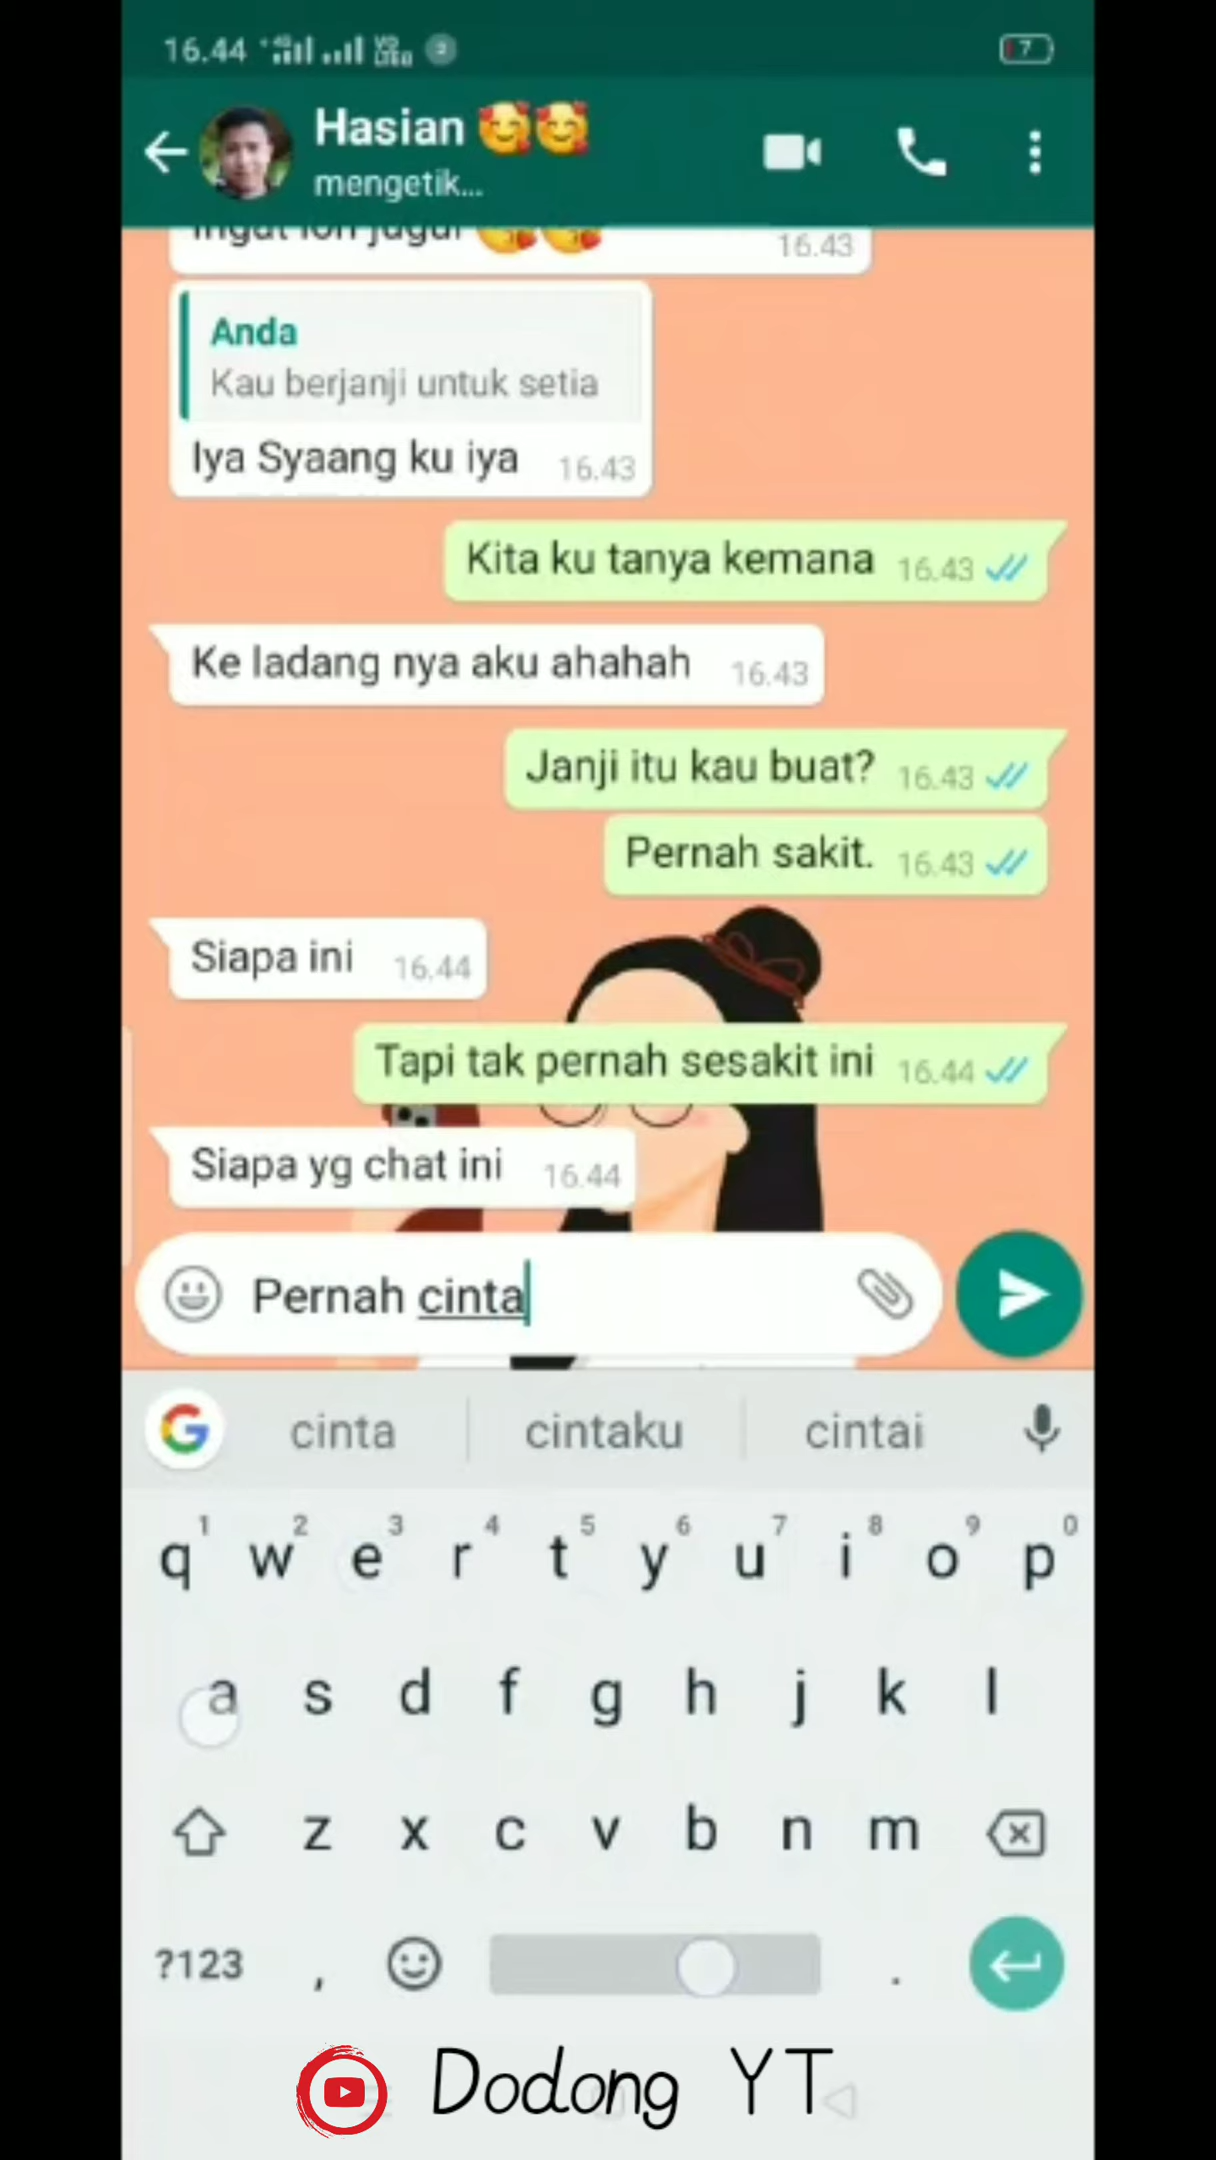 16.44
7
Hasian 🥰🥰
mengetik...
16.43
Anda
Kau berjanji untuk setia
Iya Syaang ku iya 16.43
Kita ku tanya kemana 16.43
Ke ladang nya aku ahahah 16.43
Janji itu kau buat? 16.43
Pernah sakit. 16.43
Siapa ini 16.44
Tapi tak pernah sesakit ini 16.44
Siapa yg chat ini 16.44
Pernah cinta
cinta cintaku cintai
1 2 3 4 5 6 7 8 9 0
q w e r t y u i o p
a s d f g h j k l
z x c v b n m
?123 , .
Dodong YT